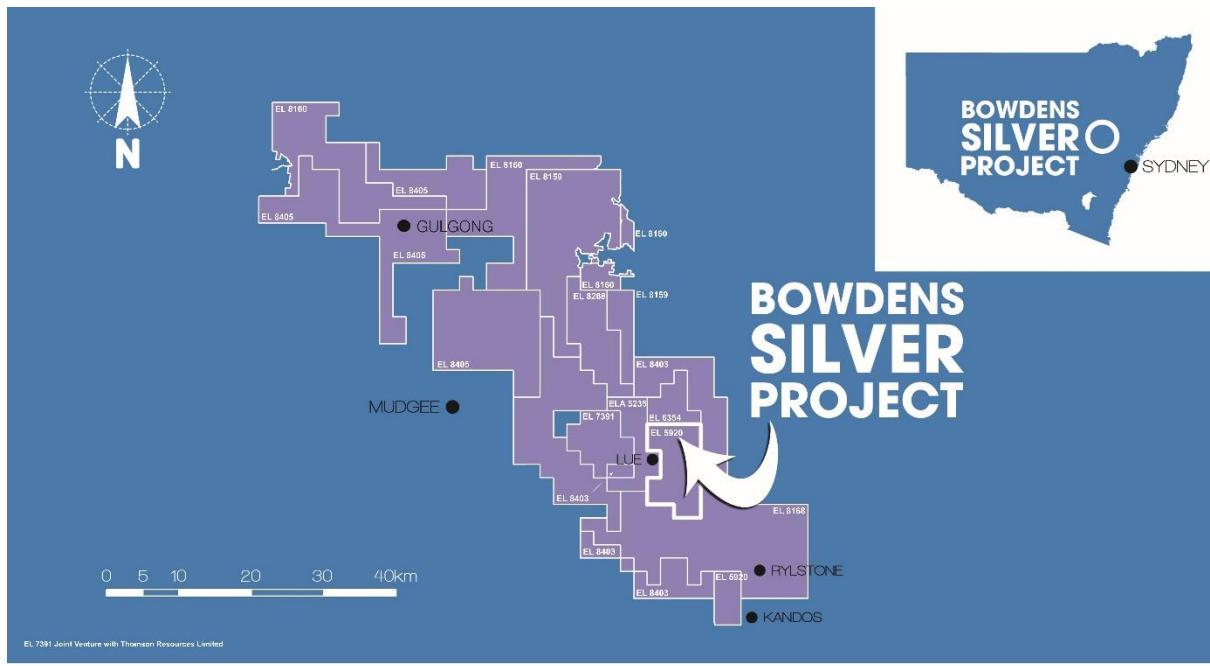 EL 8160
BOWDENS
SILVER
PROJECT
SYDNEY
N
EL 8160
EL 8150
EL 8405
EL 8405
GULGONG
EL 8160
EL 8405
EL 8160
EL 8268
EL 8159
BOWDENS
SILVER
PROJECT
EL 8405
EL 8403
MUDGEE
ELA 5235
EL 7391
EL 6354
EL 5920
LUE
EL 8403
EL 8168
EL 8403
0 5 10 20 30 40km
RYLSTONE
EL 5920
EL 8403
KANDOS
EL 7391 Joint Venture with Thomson Resources Limited